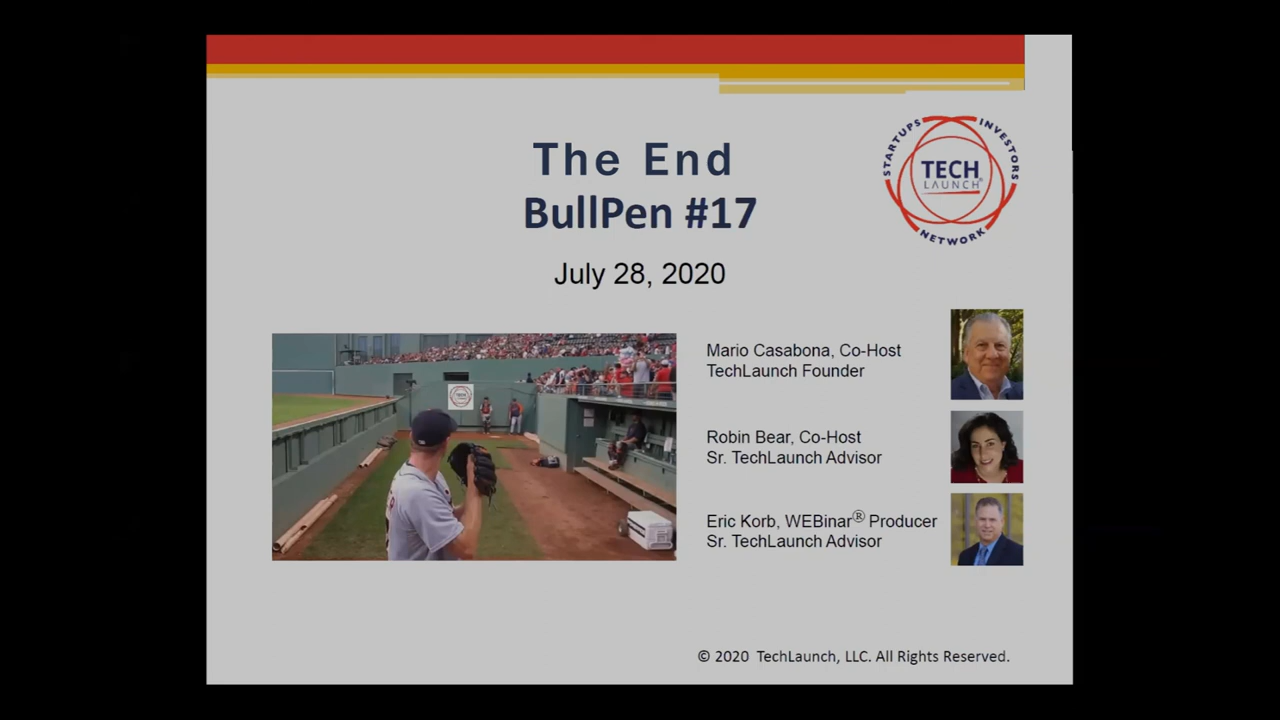 The End
BullPen #17
July 28, 2020
STARTUPS INVESTORS
TECH
LAUNCH®
NETWORK
TECH
Mario Casabona, Co-Host
TechLaunch Founder
Robin Bear, Co-Host
Sr. TechLaunch Advisor
Eric Korb, WEBinar® Producer
Sr. TechLaunch Advisor
© 2020 TechLaunch, LLC. All Rights Reserved.